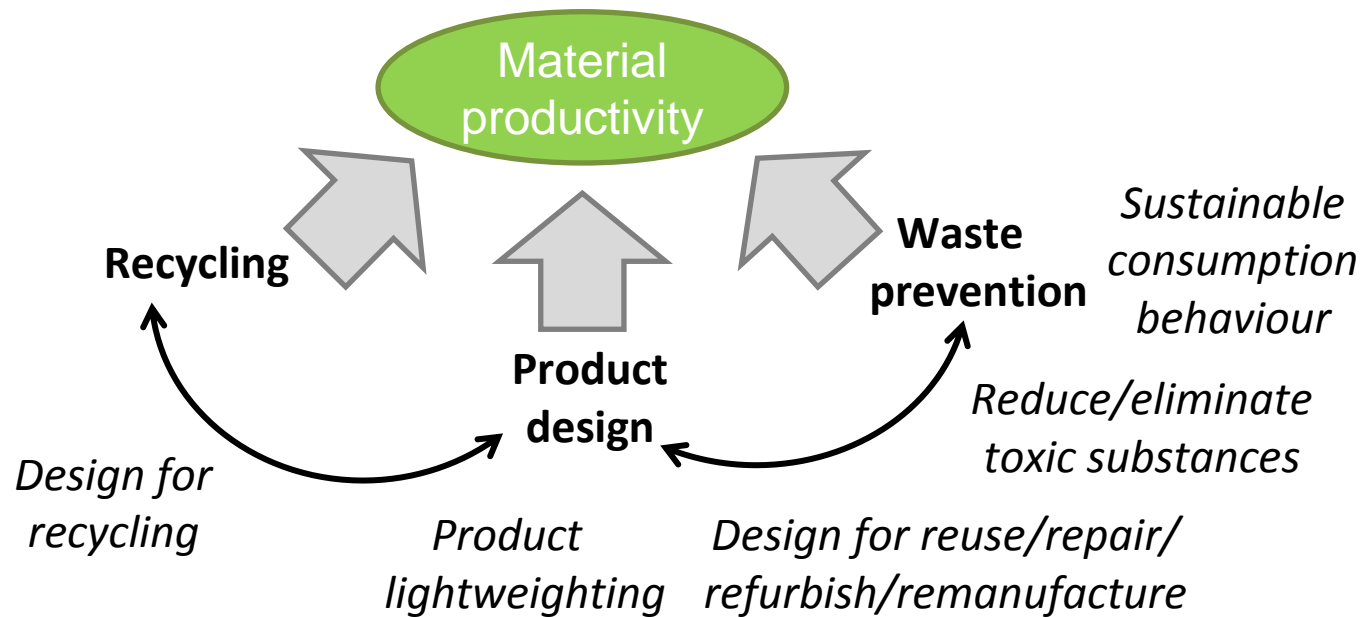 Material
productivity
Recycling
Waste
prevention
Sustainable
consumption
behaviour
Product
design
Reduce/eliminate
toxic substances
Design for
recycling
Product
lightweighting
Design for reuse/repair/
refurbish/remanufacture